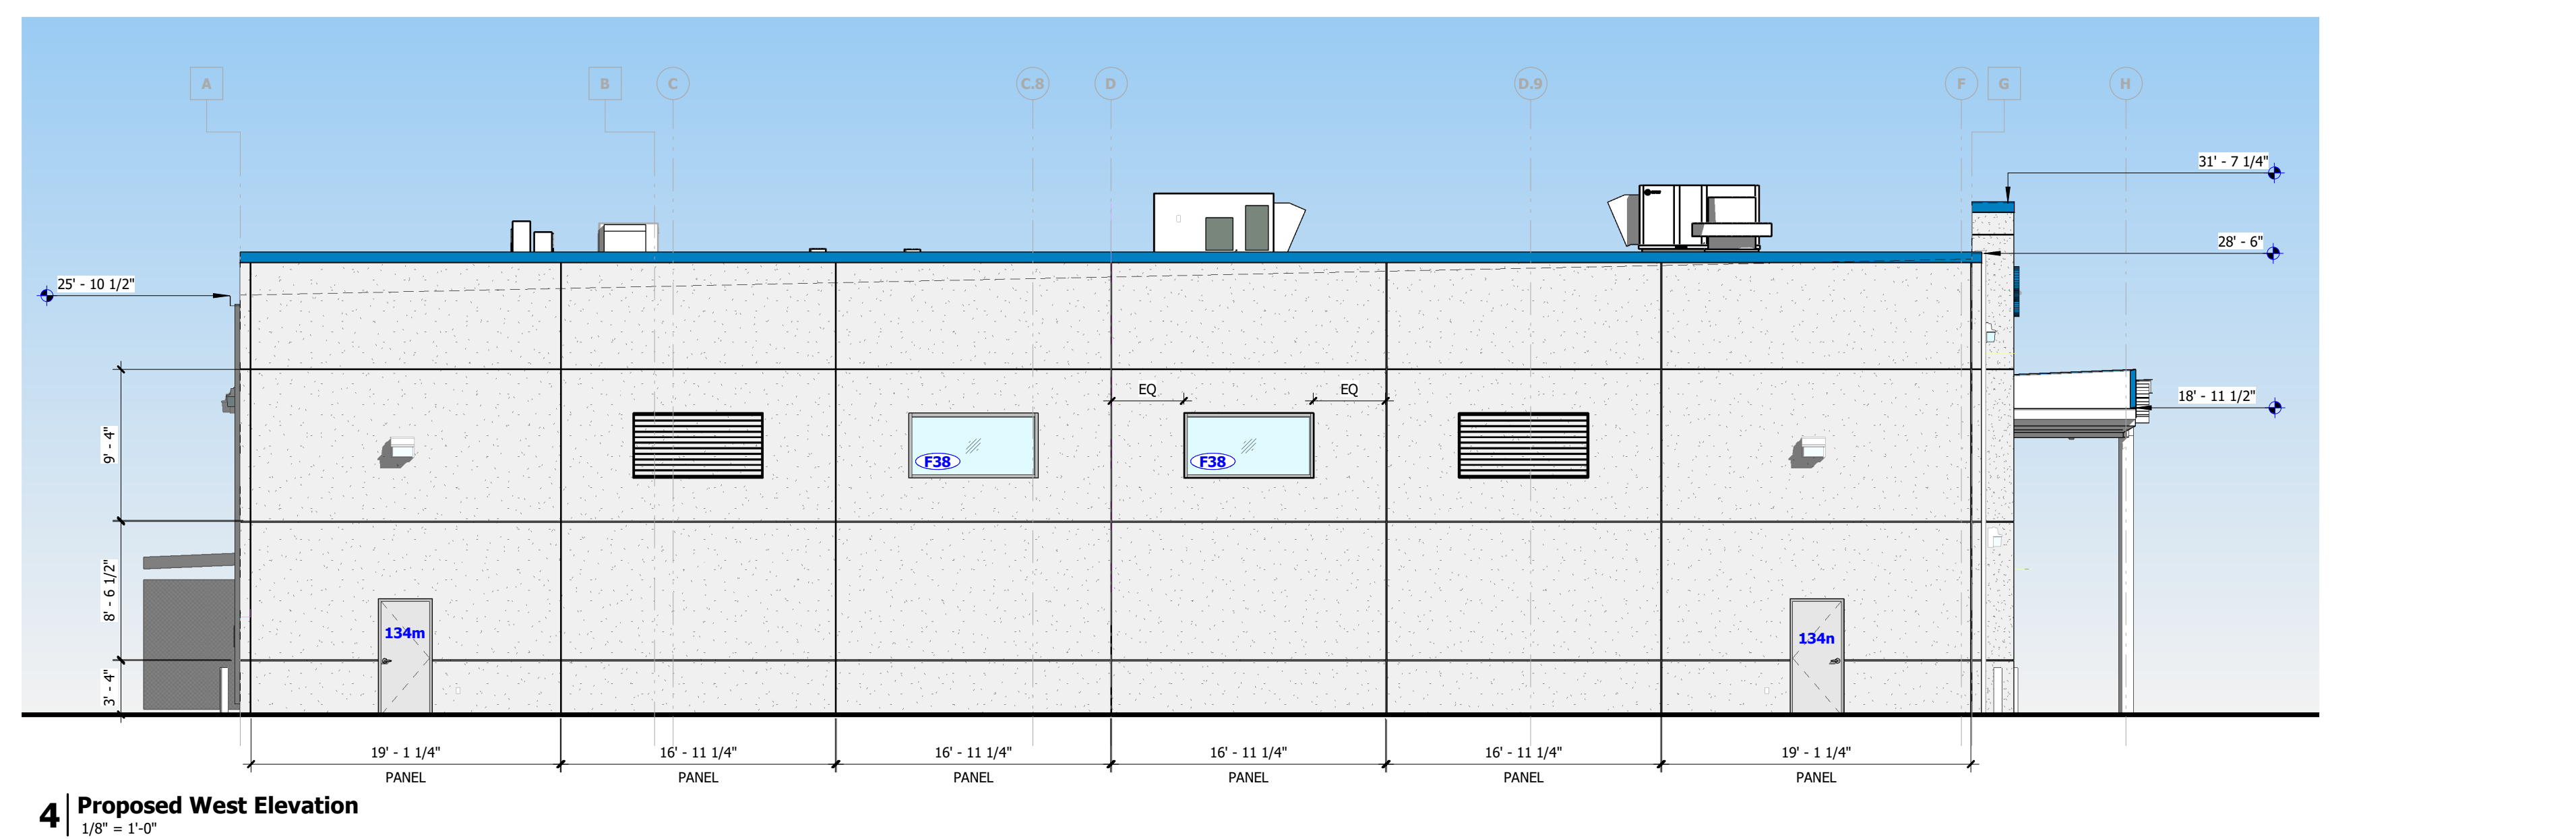 A B C C.8 D D.9 F G H
31' - 7 1/4"
28' - 6"
25' - 10 1/2"
EQ EQ
18' - 11 1/2"
9' - 4"
F38 F38
8' - 6 1/2"
134m 134n
3' - 4"
19' - 1 1/4" 16' - 11 1/4" 16' - 11 1/4" 16' - 11 1/4" 16' - 11 1/4" 19' - 1 1/4"
PANEL PANEL PANEL PANEL PANEL PANEL
4 Proposed West Elevation
1/8" = 1'-0"